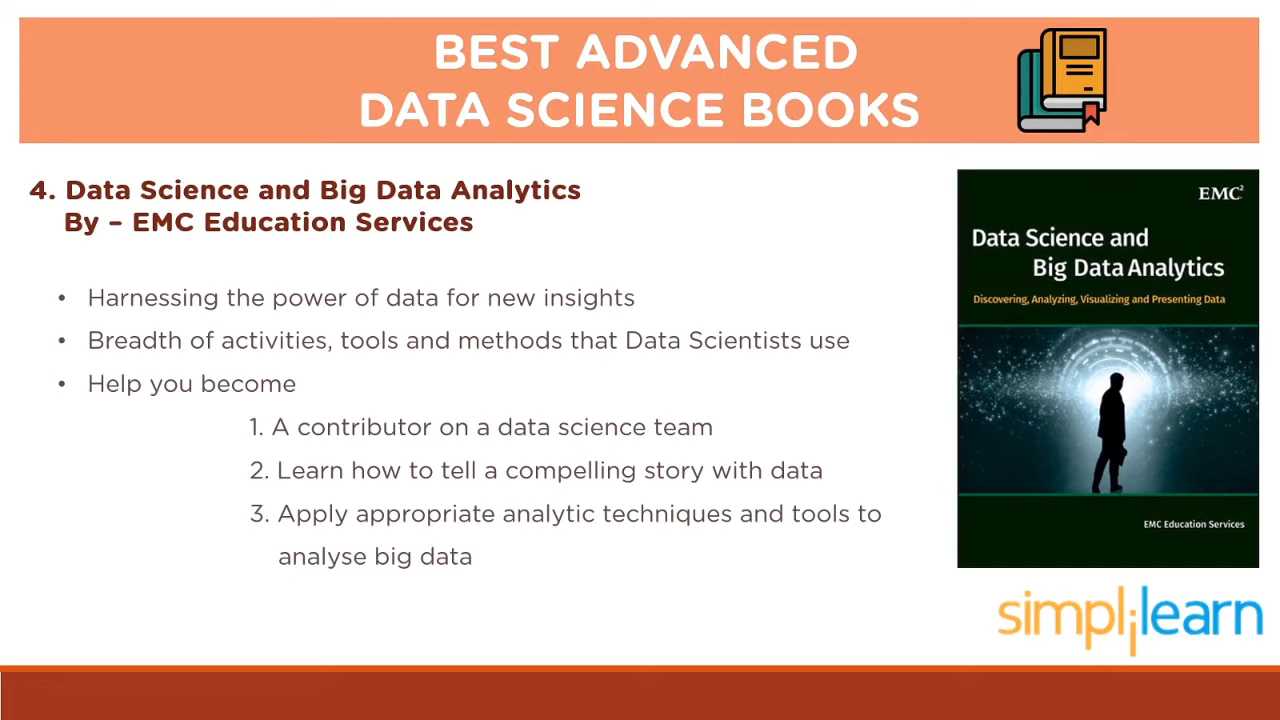 BEST ADVANCED
DATA SCIENCE BOOKS
4. Data Science and Big Data Analytics
By – EMC Education Services
• Harnessing the power of data for new insights
• Breadth of activities, tools and methods that Data Scientists use
• Help you become
1. A contributor on a data science team
2. Learn how to tell a compelling story with data
3. Apply appropriate analytic techniques and tools to
analyse big data
EMC²
Data Science and
Big Data Analytics
Discovering, Analyzing, Visualizing and Presenting Data
EMC Education Services
simplilearn